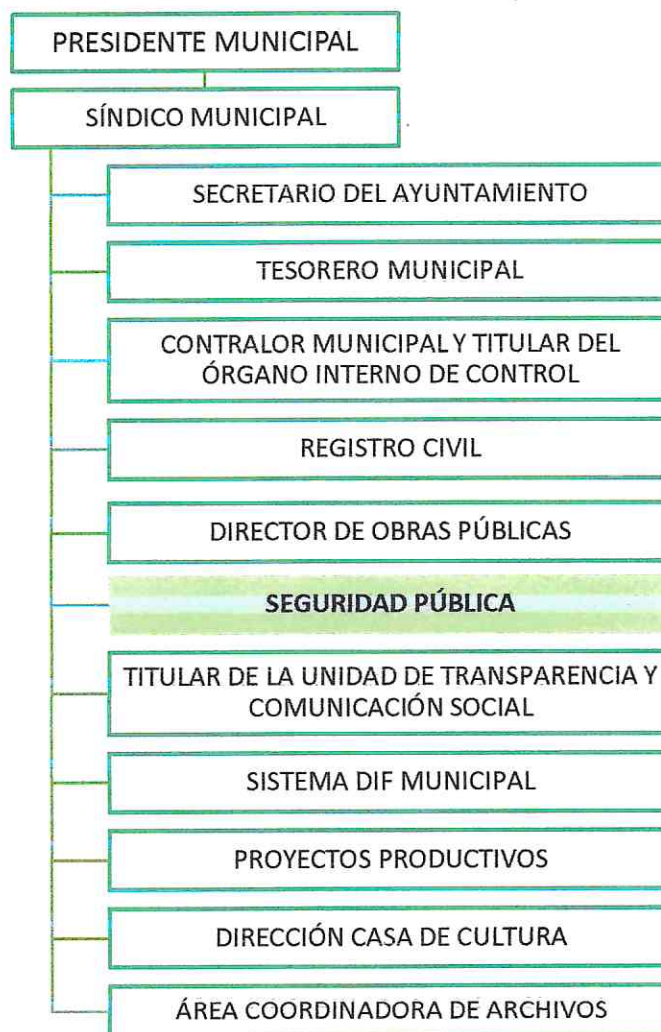 PRESIDENTE MUNICIPAL
SÍNDICO MUNICIPAL
SECRETARIO DEL AYUNTAMIENTO
TESORERO MUNICIPAL
CONTRALOR MUNICIPAL Y TITULAR DEL
ÓRGANO INTERNO DE CONTROL
REGISTRO CIVIL
DIRECTOR DE OBRAS PÚBLICAS
SEGURIDAD PÚBLICA
TITULAR DE LA UNIDAD DE TRANSPARENCIA Y
COMUNICACIÓN SOCIAL
SISTEMA DIF MUNICIPAL
PROYECTOS PRODUCTIVOS
DIRECCIÓN CASA DE CULTURA
ÁREA COORDINADORA DE ARCHIVOS